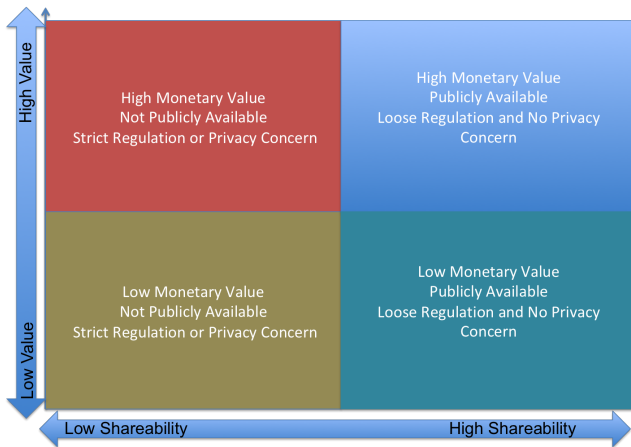 High Value
High Monetary Value
Not Publicly Available
Strict Regulation or Privacy Concern
High Monetary Value
Publicly Available
Loose Regulation and No Privacy
Concern
Low Value
Low Monetary Value
Not Publicly Available
Strict Regulation or Privacy Concern
Low Monetary Value
Publicly Available
Loose Regulation and No Privacy
Concern
Low Shareability
High Shareability